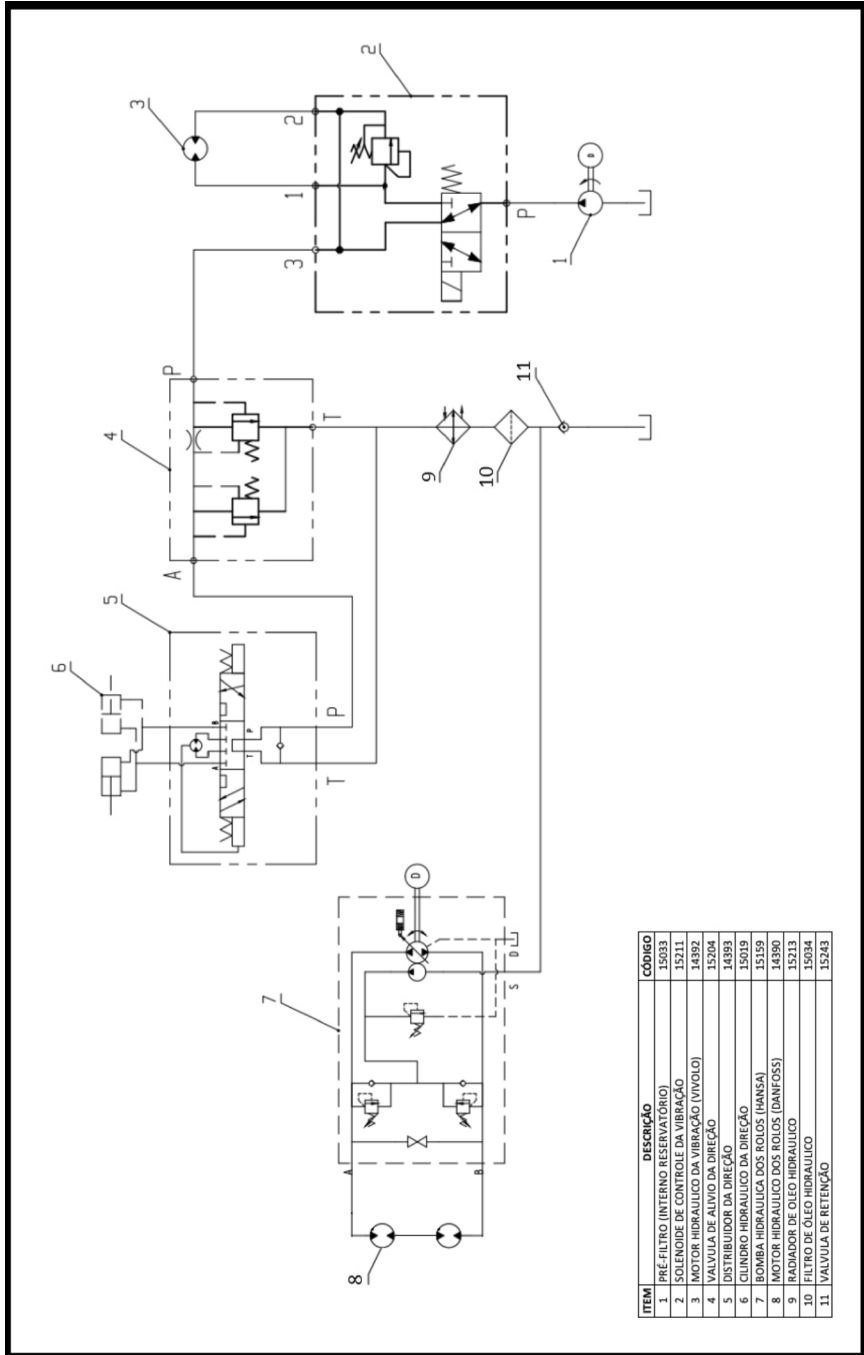 2
3
2
1
3
P
1
P
4
T
11
9
10
A
5
6
B
A
P
T
P
T
D
D
7
D
S
A
B
8
ITEM DESCRIÇÃO CÓDIGO
1 PRÉ-FILTRO (INTERNO RESERVATÓRIO) 15033
2 SOLENOIDE DE CONTROLE DA VIBRAÇÃO 15211
3 MOTOR HIDRAULICO DA VIBRAÇÃO (VIVOLO) 14392
4 VALVULA DE ALIVIO DA DIREÇÃO 15204
5 DISTRIBUIDOR DA DIREÇÃO 14393
6 CILINDRO HIDRAULICO DA DIREÇÃO 15019
7 BOMBA HIDRAULICA DOS ROLOS (HANSA) 15159
8 MOTOR HIDRAULICO DOS ROLOS (DANFOSS) 14390
9 RADIADOR DE OLEO HIDRAULICO 15213
10 FILTRO DE ÓLEO HIDRAULICO 15034
11 VALVULA DE RETENÇÃO 15243